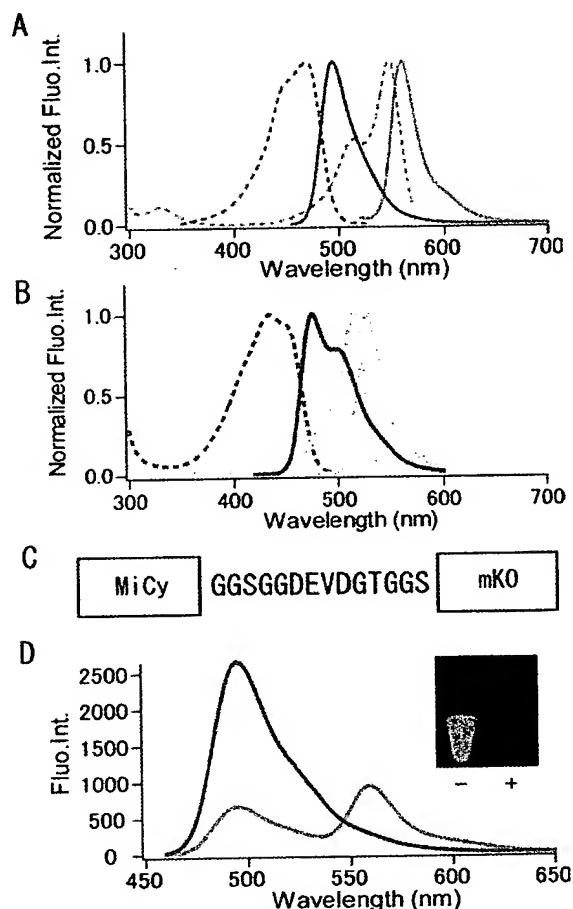 A
Normalized Fluo.Int.
1.0
0.5
0.0
300 400 500 600 700
Wavelength (nm)
B
Normalized Fluo.Int.
1.0
0.5
0.0
300 400 500 600 700
Wavelength (nm)
C
MiCy GGSGGDEVDGTGGS mKO
D
Fluo.Int.
2500
2000
1500
1000
500
0
450 500 550 600 650
Wavelength (nm)
− +